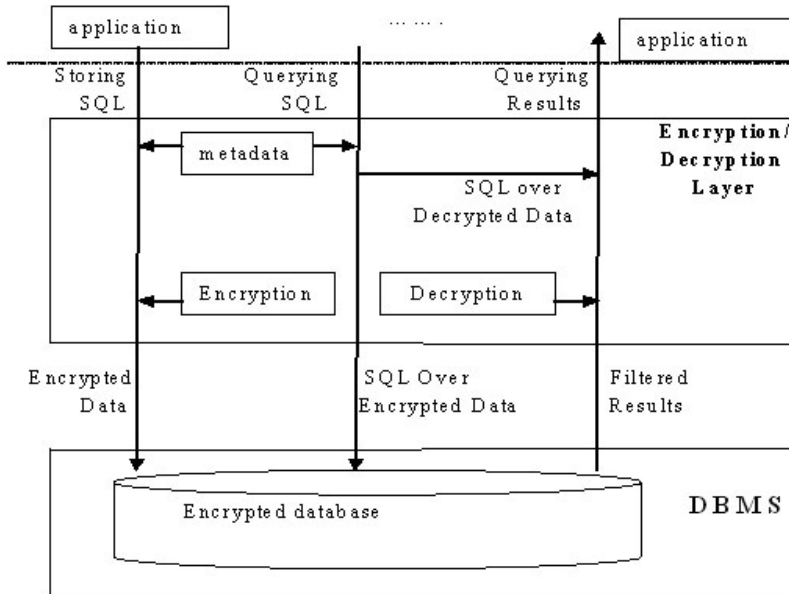 application
... ... .
application
Storing
SQL
Querying
SQL
Querying
Results
Encryption/
Decryption
Layer
metadata
SQL over
Decrypted Data
Encryption
Decryption
Encrypted
Data
SQL Over
Encrypted Data
Filtered
Results
Encrypted database
DBMS